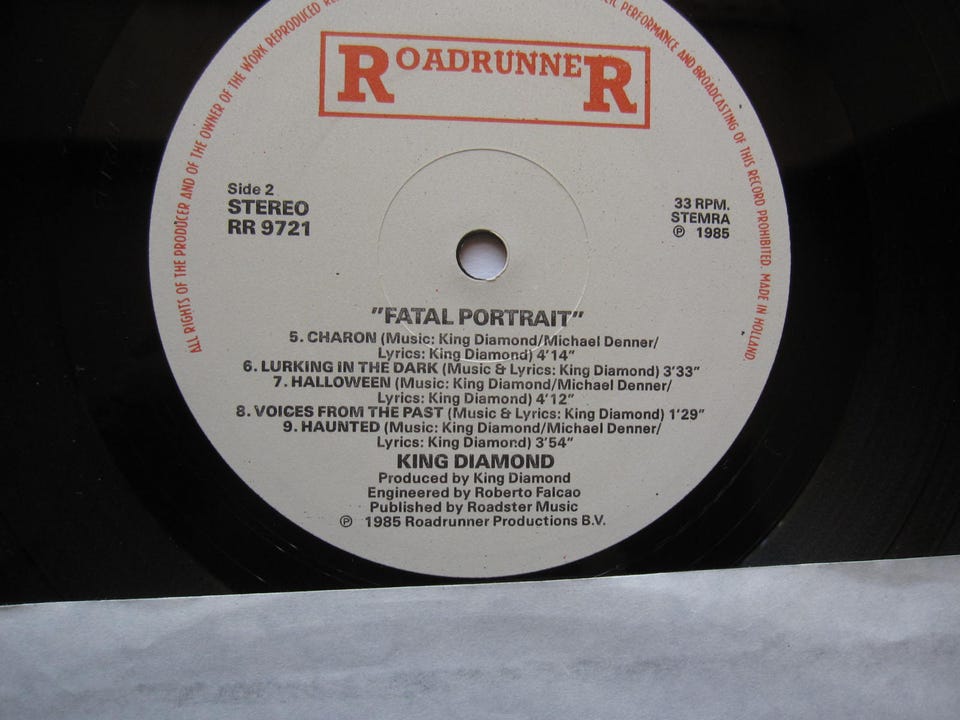 ALL RIGHTS OF THE PRODUCER AND OF THE OWNER OF THE WORK REPRODUCED
PERFORMANCE AND BROADCASTING OF THIS RECORD PROHIBITED. MADE IN HOLLAND.
ROADRUNNER
Side 2
STEREO
RR 9721
33 RPM.
STEMRA
℗ 1985
"FATAL PORTRAIT"
5. CHARON (Music: King Diamond/Michael Denner/
Lyrics: King Diamond) 4'14"
6. LURKING IN THE DARK (Music & Lyrics: King Diamond) 3'33"
7. HALLOWEEN (Music: King Diamond/Michael Denner/
Lyrics: King Diamond) 4'12"
8. VOICES FROM THE PAST (Music & Lyrics: King Diamond) 1'29"
9. HAUNTED (Music: King Diamond/Michael Denner/
Lyrics: King Diamond) 3'54"
KING DIAMOND
Produced by King Diamond
Engineered by Roberto Falcao
Published by Roadster Music
℗ 1985 Roadrunner Productions B.V.